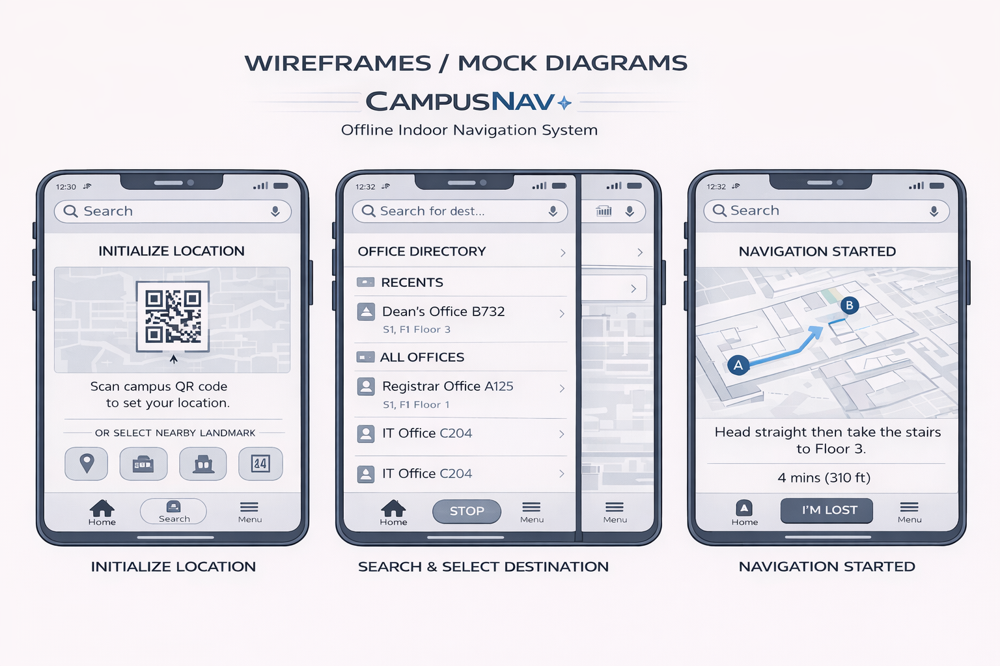 WIREFRAMES / MOCK DIAGRAMS
CAMPUSNAV
Offline Indoor Navigation System
12:30
Search
INITIALIZE LOCATION
Scan campus QR code
to set your location.
OR SELECT NEARBY LANDMARK
Home
Search
Menu
INITIALIZE LOCATION
12:32
Search for dest...
OFFICE DIRECTORY
RECENTS
Dean's Office B732
S1, F1 Floor 3
ALL OFFICES
Registrar Office A125
S1, F1 Floor 1
IT Office C204
IT Office C204
Home
STOP
Menu
Menu
SEARCH & SELECT DESTINATION
12:32
Search
NAVIGATION STARTED
B
A
Head straight then take the stairs
to Floor 3.
4 mins (310 ft)
Home
I'M LOST
Menu
NAVIGATION STARTED